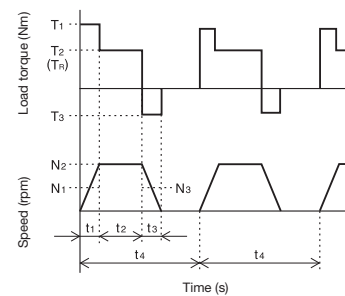 Load torque (Nm)
T1
T2
(TR)
T3
Speed (rpm)
N2
N1
N3
t1 t2 t3
t4 t4
Time (s)